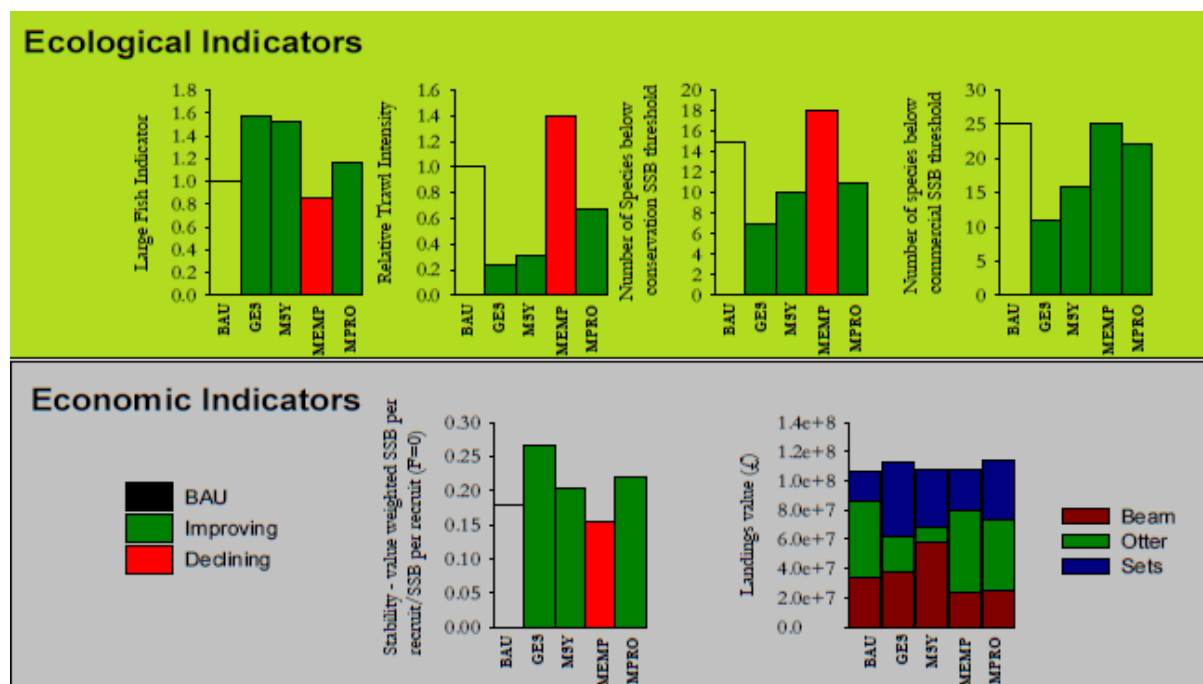 Ecological Indicators
Large Fish Indicator
1.8
1.6
1.4
1.2
1.0
0.8
0.6
0.4
0.2
0.0
BAU
GES
MSY
MEMP
MPRO
Relative Trawl Intensity
1.6
1.4
1.2
1.0
0.8
0.6
0.4
0.2
0.0
BAU
GES
MSY
MEMP
MPRO
Number of Species below
conservation SSB threshold
20
18
16
14
12
10
8
6
4
2
0
BAU
GES
MSY
MEMP
MPRO
Number of species below
commercial SSB threshold
30
25
20
15
10
5
0
BAU
GES
MSY
MEMP
MPRO
Economic Indicators
BAU
Improving
Declining
Stability - value weighted SSB per
recruit/SSB per recruit (F=0)
0.30
0.25
0.20
0.15
0.10
0.05
0.00
BAU
GES
MSY
MEMP
MPRO
Landings value (£)
1.4e+8
1.2e+8
1.0e+8
8.0e+7
6.0e+7
4.0e+7
2.0e+7
0.0
BAU
GES
MSY
MEMP
MPRO
Beam
Otter
Sets